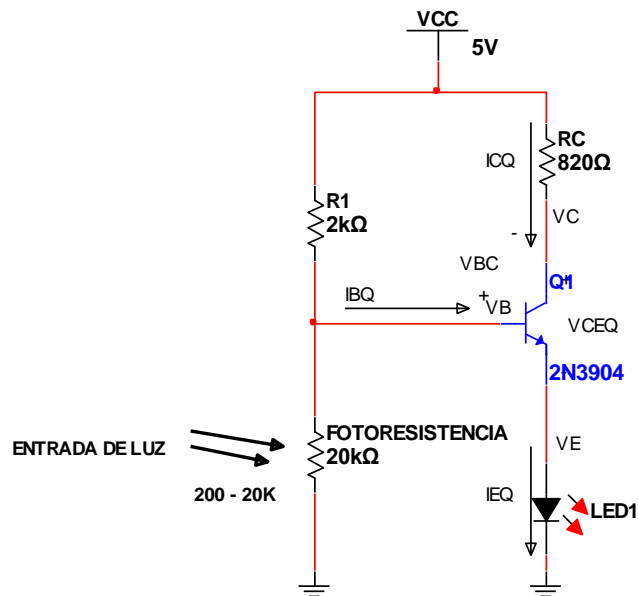 VCC
5V
RC
820Ω
ICQ
R1
2kΩ
VC
-
VBC
Q1
+
IBQ
+
VB
VCEQ
2N3904
-
FOTORESISTENCIA
20kΩ
ENTRADA DE LUZ
200 - 20K
VE
IEQ
LED1